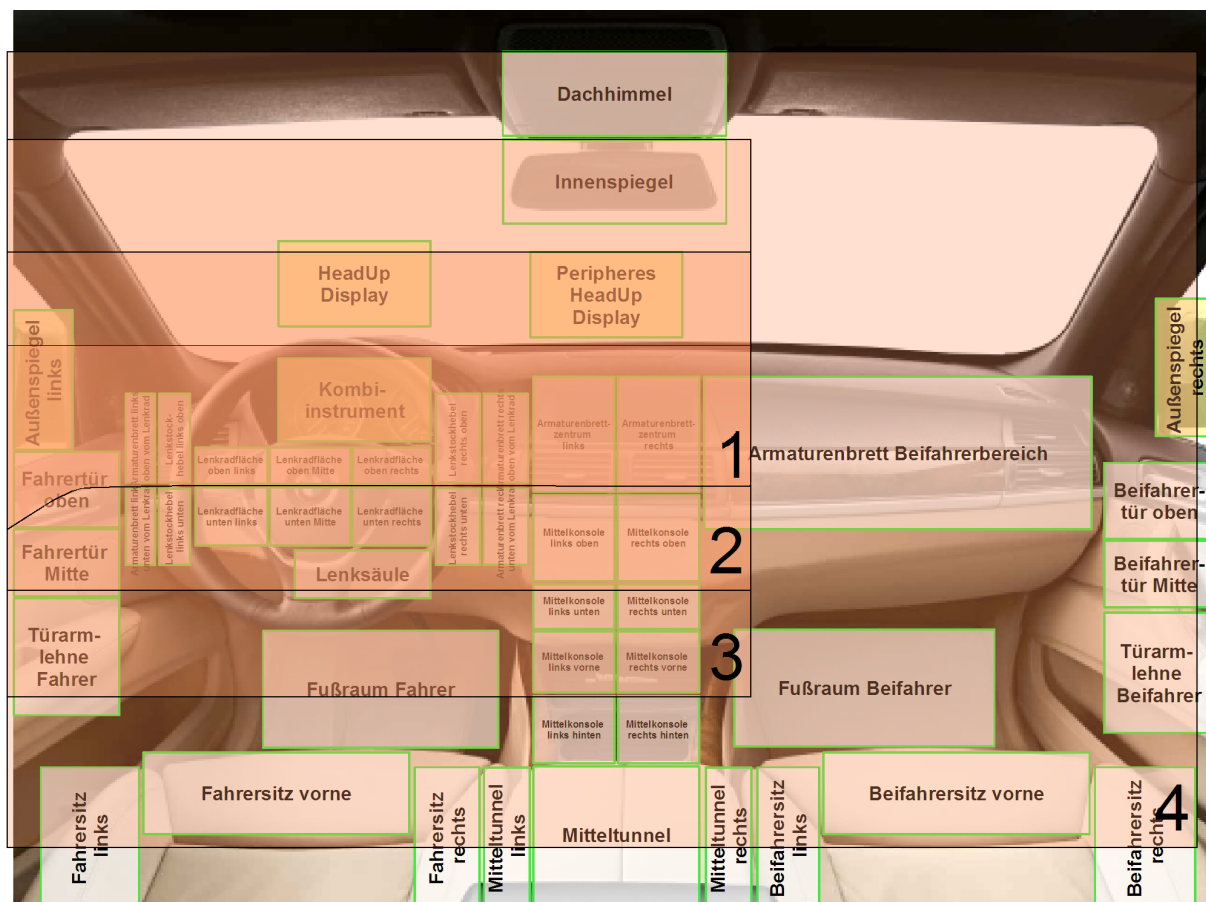 Dachhimmel
Innenspiegel
HeadUp
Display
Peripheres
HeadUp
Display
Außenspiegel
links
Außenspiegel
rechts
Kombi-
instrument
Armaturenbrett links
oben vom Lenkrad
Lenkstock-
hebel links oben
Lenkstockhebel
rechts oben
Armaturenbrett recht
oben vom Lenkrad
Armaturenbrett-
zentrum
links
Armaturenbrett-
zentrum
rechts
1
Armaturenbrett Beifahrerbereich
Lenkradfläche
oben links
Lenkradfläche
oben Mitte
Lenkradfläche
oben rechts
Fahrertür
oben
Beifahrer-
tür oben
Armaturenbrett link
unten vom Lenkrad
Lenkstockhebel
links unten
Lenkradfläche
unten links
Lenkradfläche
unten Mitte
Lenkradfläche
unten rechts
Lenkstockhebel
rechts unten
Armaturenbrett rech
unten vom Lenkrad
Mittelkonsole
links oben
Mittelkonsole
rechts oben
2
Fahrertür
Mitte
Lenksäule
Beifahrer-
tür Mitte
Mittelkonsole
links unten
Mittelkonsole
rechts unten
Türarm-
lehne
Fahrer
Mittelkonsole
links vorne
Mittelkonsole
rechts vorne
3
Türarm-
lehne
Beifahrer
Fußraum Fahrer
Fußraum Beifahrer
Mittelkonsole
links hinten
Mittelkonsole
rechts hinten
Fahrersitz
links
Fahrersitz vorne
Fahrersitz
rechts
Mitteltunnel
links
Mitteltunnel
Mitteltunnel
rechts
Beifahrersitz
links
Beifahrersitz vorne
Beifahrersitz
rechts
4